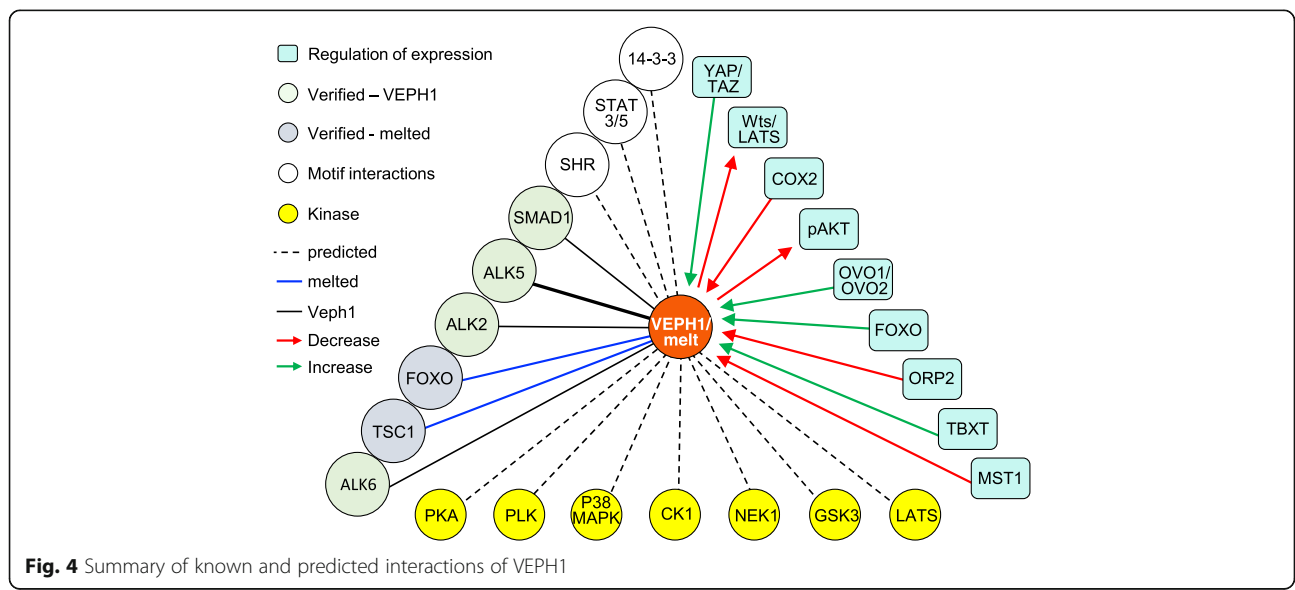 Regulation of expression
Verified – VEPH1
Verified - melted
Motif interactions
Kinase
predicted
melted
Veph1
Decrease
Increase
14-3-3
STAT
3/5
SHR
SMAD1
ALK5
ALK2
FOXO
TSC1
ALK6
YAP/
TAZ
Wts/
LATS
COX2
pAKT
OVO1/
OVO2
FOXO
ORP2
TBXT
MST1
VEPH1/
melt
PKA
PLK
P38
MAPK
CK1
NEK1
GSK3
LATS
Fig. 4 Summary of known and predicted interactions of VEPH1